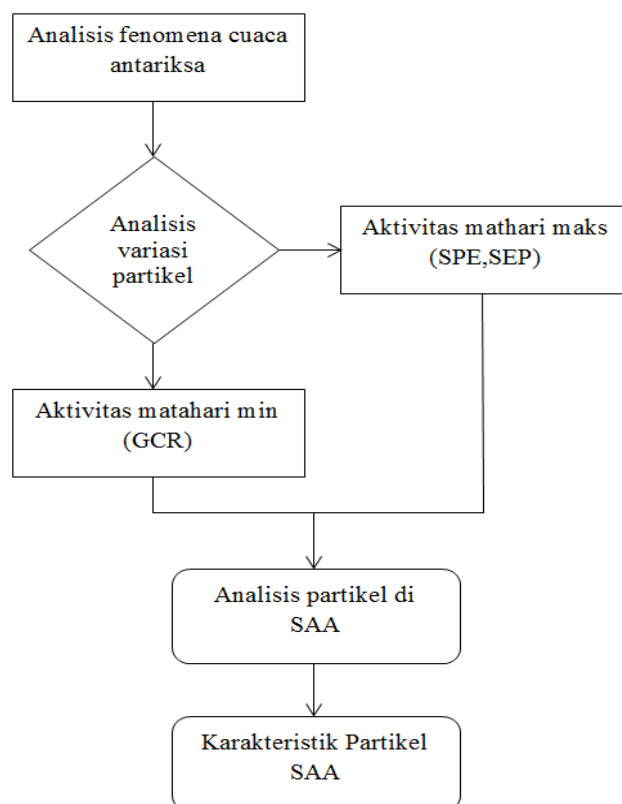 Analisis fenomena cuaca
antariksa
Analisis
variasi
partikel
Aktivitas mathari maks
(SPE,SEP)
Aktivitas matahari min
(GCR)
Analisis partikel di
SAA
Karakteristik Partikel
SAA